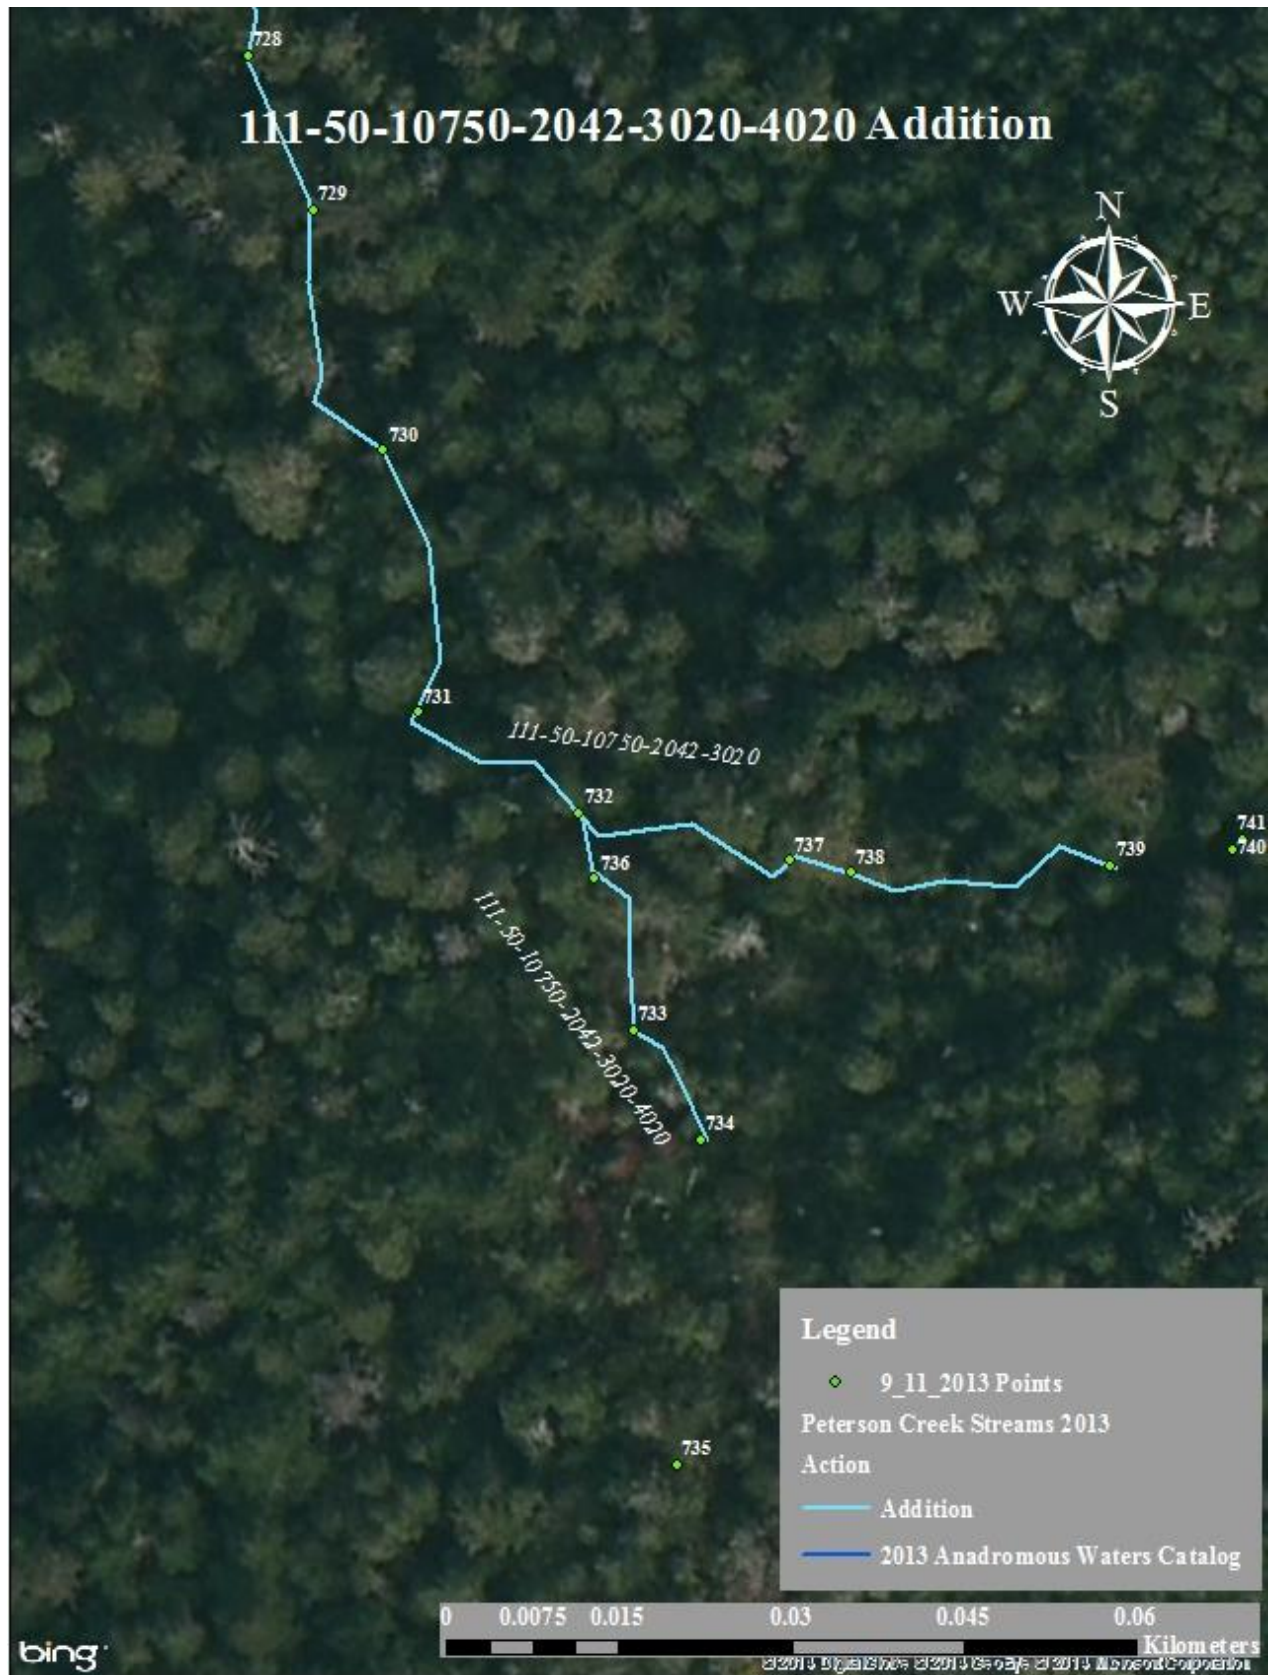 728
111-50-10750-2042-3020-4020 Addition
729
N
W E
S
730
731
111-50-10750-2042-3020
732
737
738
739
741
740
736
111-50-10750-2042-3020-4020
733
734
735
Legend
9_11_2013 Points
Peterson Creek Streams 2013
Action
Addition
2013 Anadromous Waters Catalog
0 0.0075 0.015 0.03 0.045 0.06
Kilometers
bing